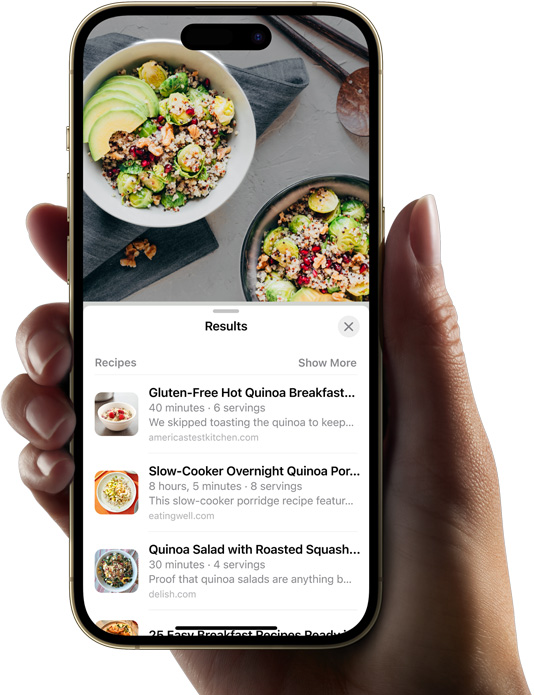 Results
Recipes
Show More
Gluten-Free Hot Quinoa Breakfast...
40 minutes · 6 servings
We skipped toasting the quinoa to keep...
americastestkitchen.com
Slow-Cooker Overnight Quinoa Por...
8 hours, 5 minutes · 8 servings
This slow-cooker porridge recipe featur...
eatingwell.com
Quinoa Salad with Roasted Squash...
30 minutes · 4 servings
Proof that quinoa salads are anything b...
delish.com
25 Easy Breakfast Recipes